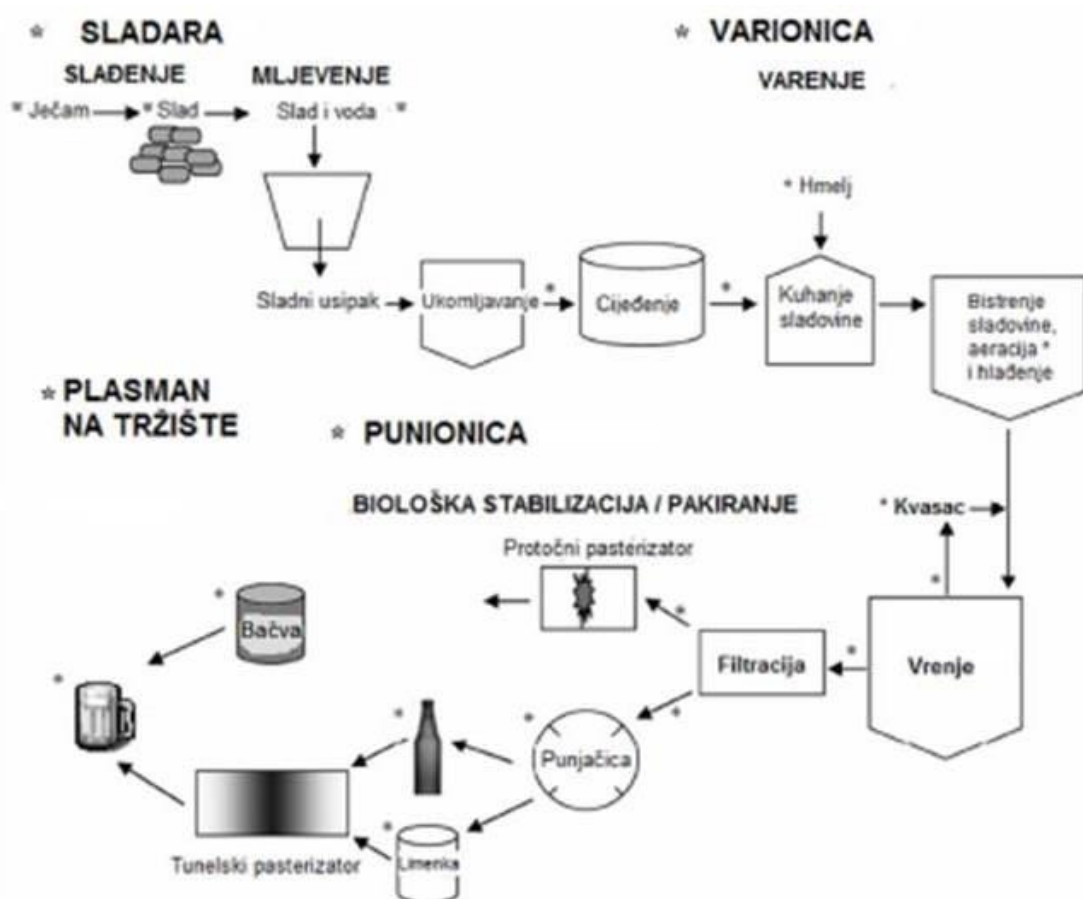 * SLADARA
* VARIONICA
SLAĐENJE
MLJEVENJE
VARENJE
* Ječam
* Slad
Slad i voda *
* Hmelj
Sladni usipak
Ukomljavanje
*
Cijeđenje
*
Kuhanje
sladovine
Bistrenje
sladovine,
aeracija *
i hlađenje
* PLASMAN
NA TRŽIŠTE
* PUNIONICA
BIOLOŠKA STABILIZACIJA / PAKIRANJE
* Kvasac
Protočni pasterizator
*
*
Bačva
*
Filtracija
*
Vrenje
*
*
*
*
Punjačica
Tunelski pasterizator
*
Limenka